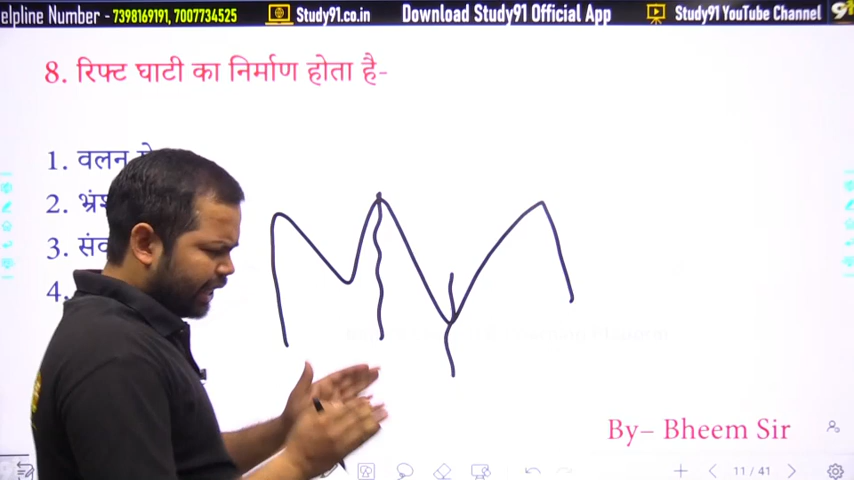 elpline Number - 7398169191, 7007734525 Study91.co.in Download Study91 Official App Study91 YouTube Channel
8. रिफ्ट घाटी का निर्माण होता है-
1. वलन
2.
3.
4.
By– Bheem Sir
11 / 41